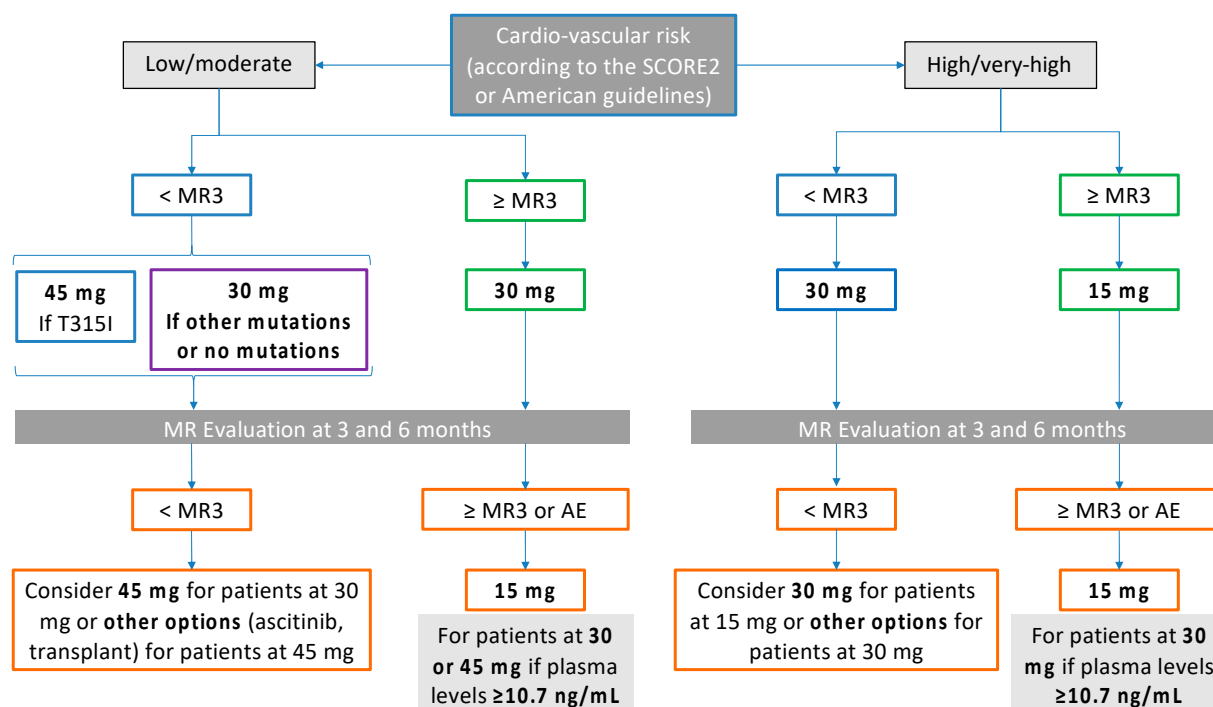 Cardio-vascular risk
(according to the SCORE2
or American guidelines)
Low/moderate
High/very-high
< MR3
≥ MR3
< MR3
≥ MR3
45 mg
If T315I
30 mg
If other mutations
or no mutations
30 mg
30 mg
15 mg
MR Evaluation at 3 and 6 months
MR Evaluation at 3 and 6 months
< MR3
≥ MR3 or AE
< MR3
≥ MR3 or AE
Consider 45 mg for patients at 30
mg or other options (ascitinib,
transplant) for patients at 45 mg
15 mg
For patients at 30
or 45 mg if plasma
levels ≥10.7 ng/mL
Consider 30 mg for patients
at 15 mg or other options for
patients at 30 mg
15 mg
For patients at 30
mg if plasma levels
≥10.7 ng/mL